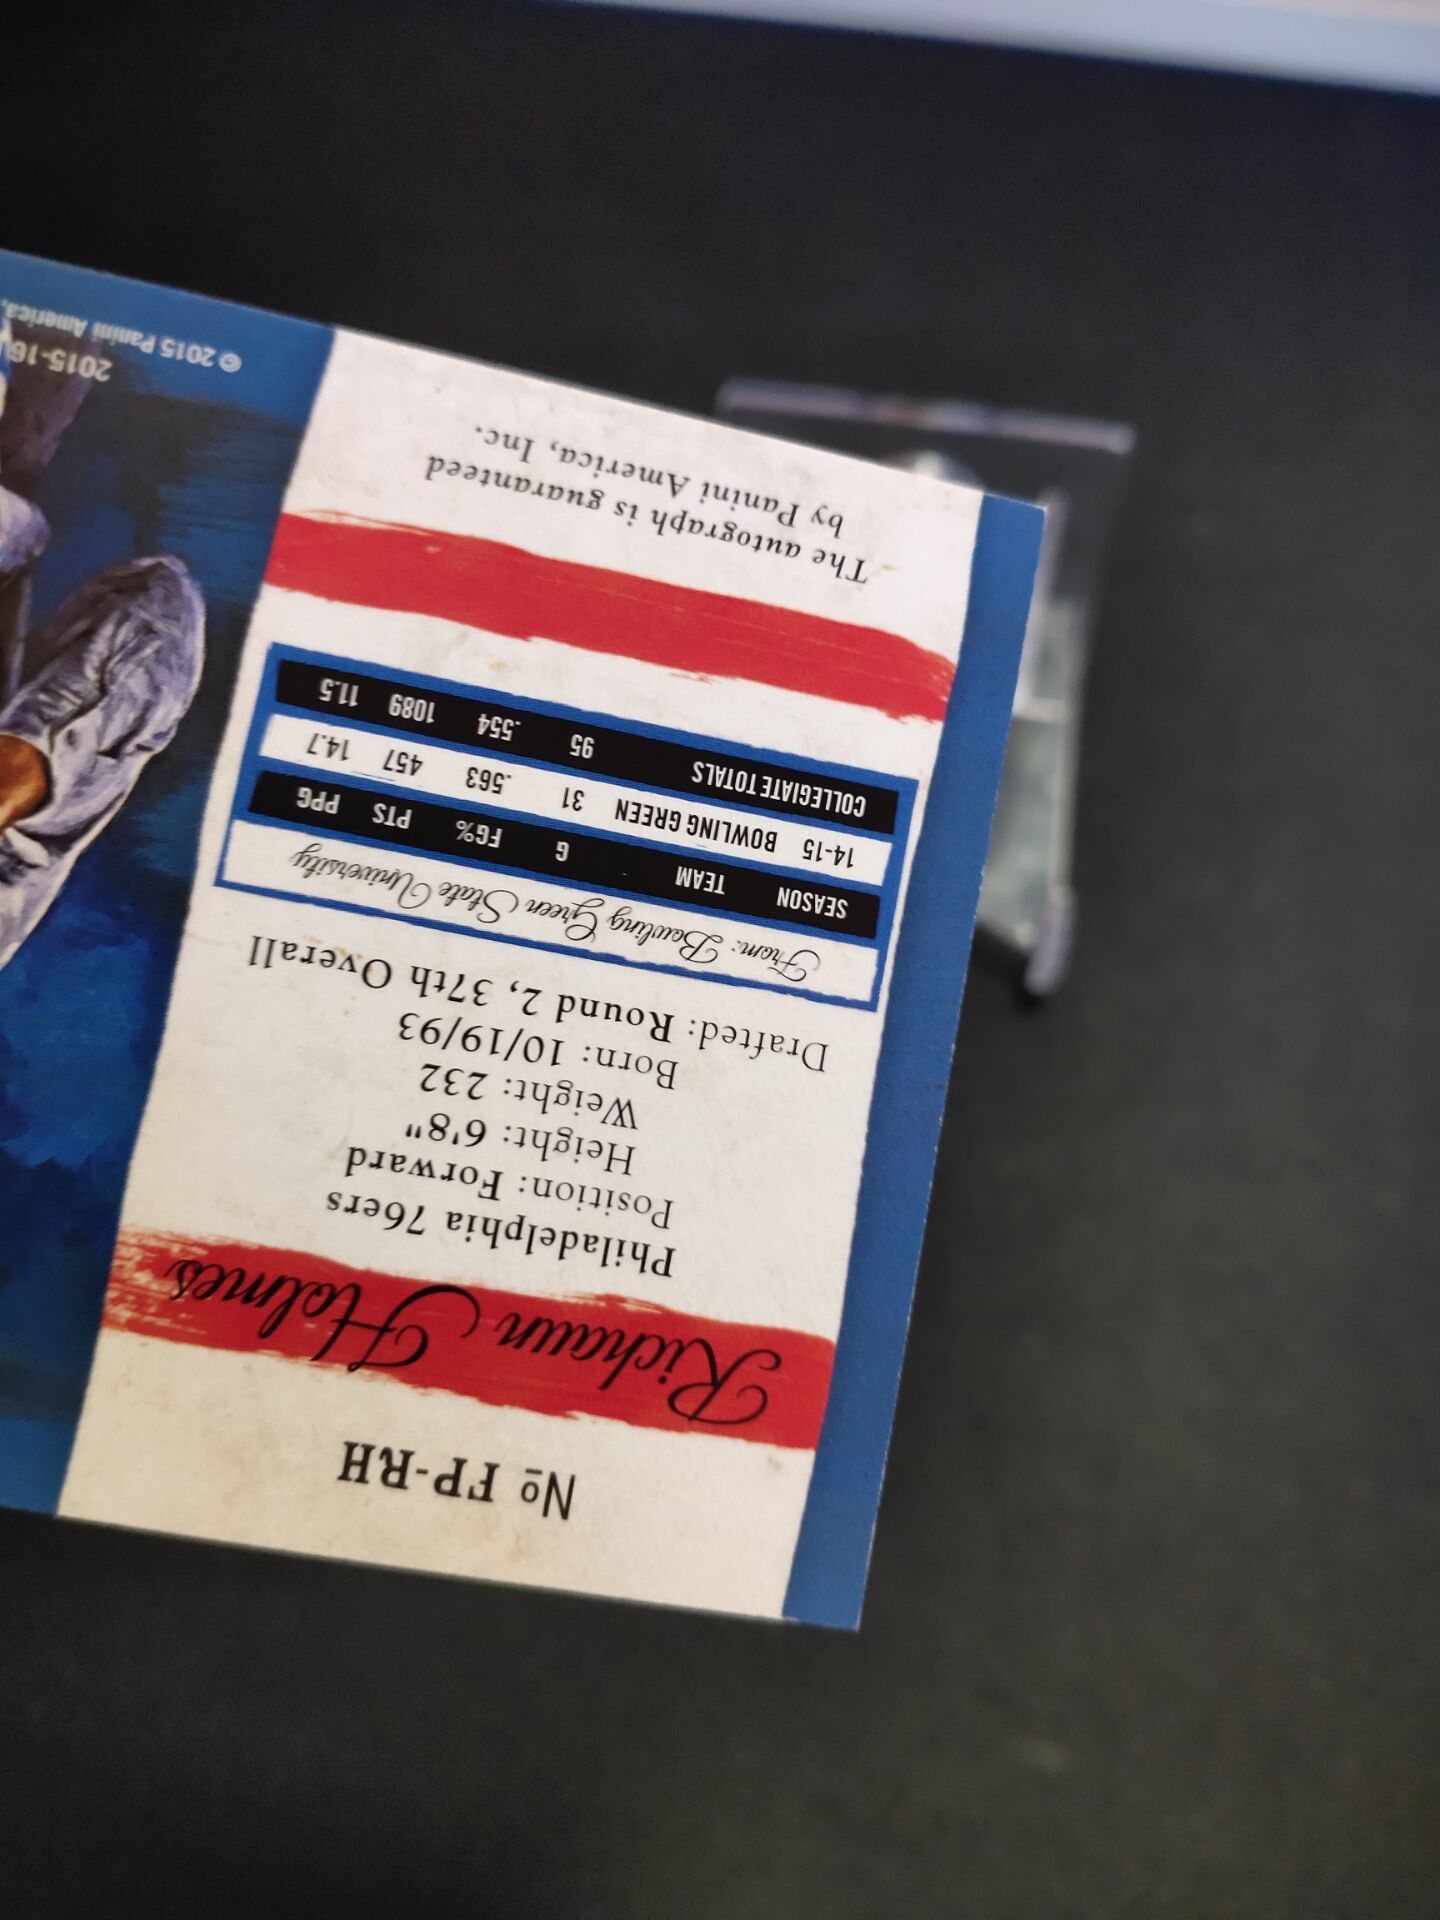 № FP-RH
Richaun Holmes
Philadelphia 76ers
Position: Forward
Height: 6'8"
Weight: 232
Born: 10/19/93
Drafted: Round 2, 37th Overall
From: Bowling Green State University
SEASON TEAM G FG% PTS PPG
14-15 BOWLING GREEN 31 .563 457 14.7
COLLEGIATE TOTALS 95 .554 1089 11.5
The autograph is guaranteed
by Panini America, Inc.
2015-16
© 2015 Panini America,